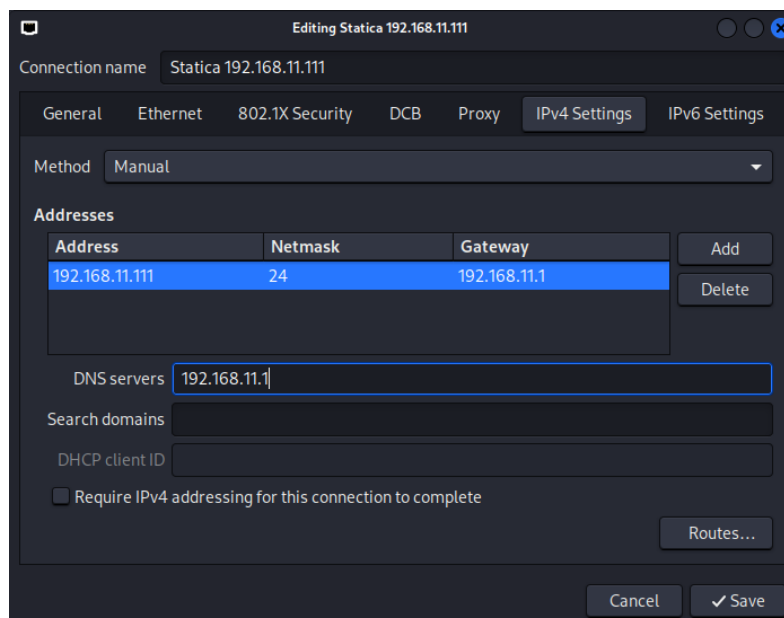 Editing Statica 192.168.11.111
Connection name Statica 192.168.11.111
General Ethernet 802.1X Security DCB Proxy IPv4 Settings IPv6 Settings
Method Manual
Addresses
Address Netmask Gateway
192.168.11.111 24 192.168.11.1
Add
Delete
DNS servers 192.168.11.1
Search domains
DHCP client ID
Require IPv4 addressing for this connection to complete
Routes...
Cancel Save